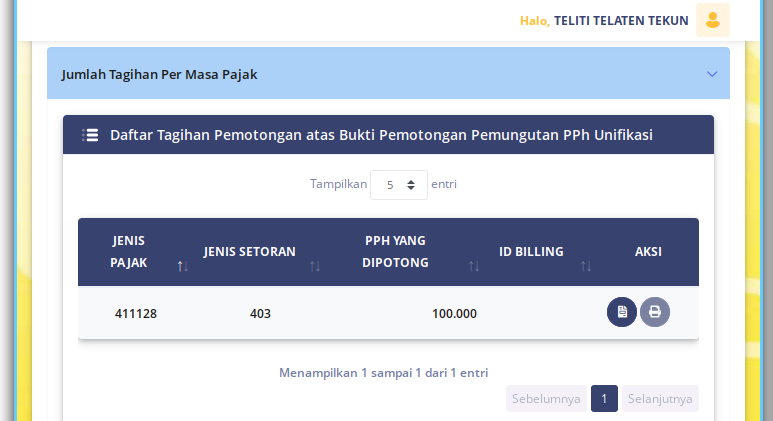 Halo, TELITI TELATEN TEKUN
Jumlah Tagihan Per Masa Pajak
Daftar Tagihan Pemotongan atas Bukti Pemotongan Pemungutan PPh Unifikasi
Tampilkan 5 entri
JENIS PAJAK JENIS SETORAN PPH YANG DIPOTONG ID BILLING AKSI
411128 403 100.000
Menampilkan 1 sampai 1 dari 1 entri
Sebelumnya 1 Selanjutnya